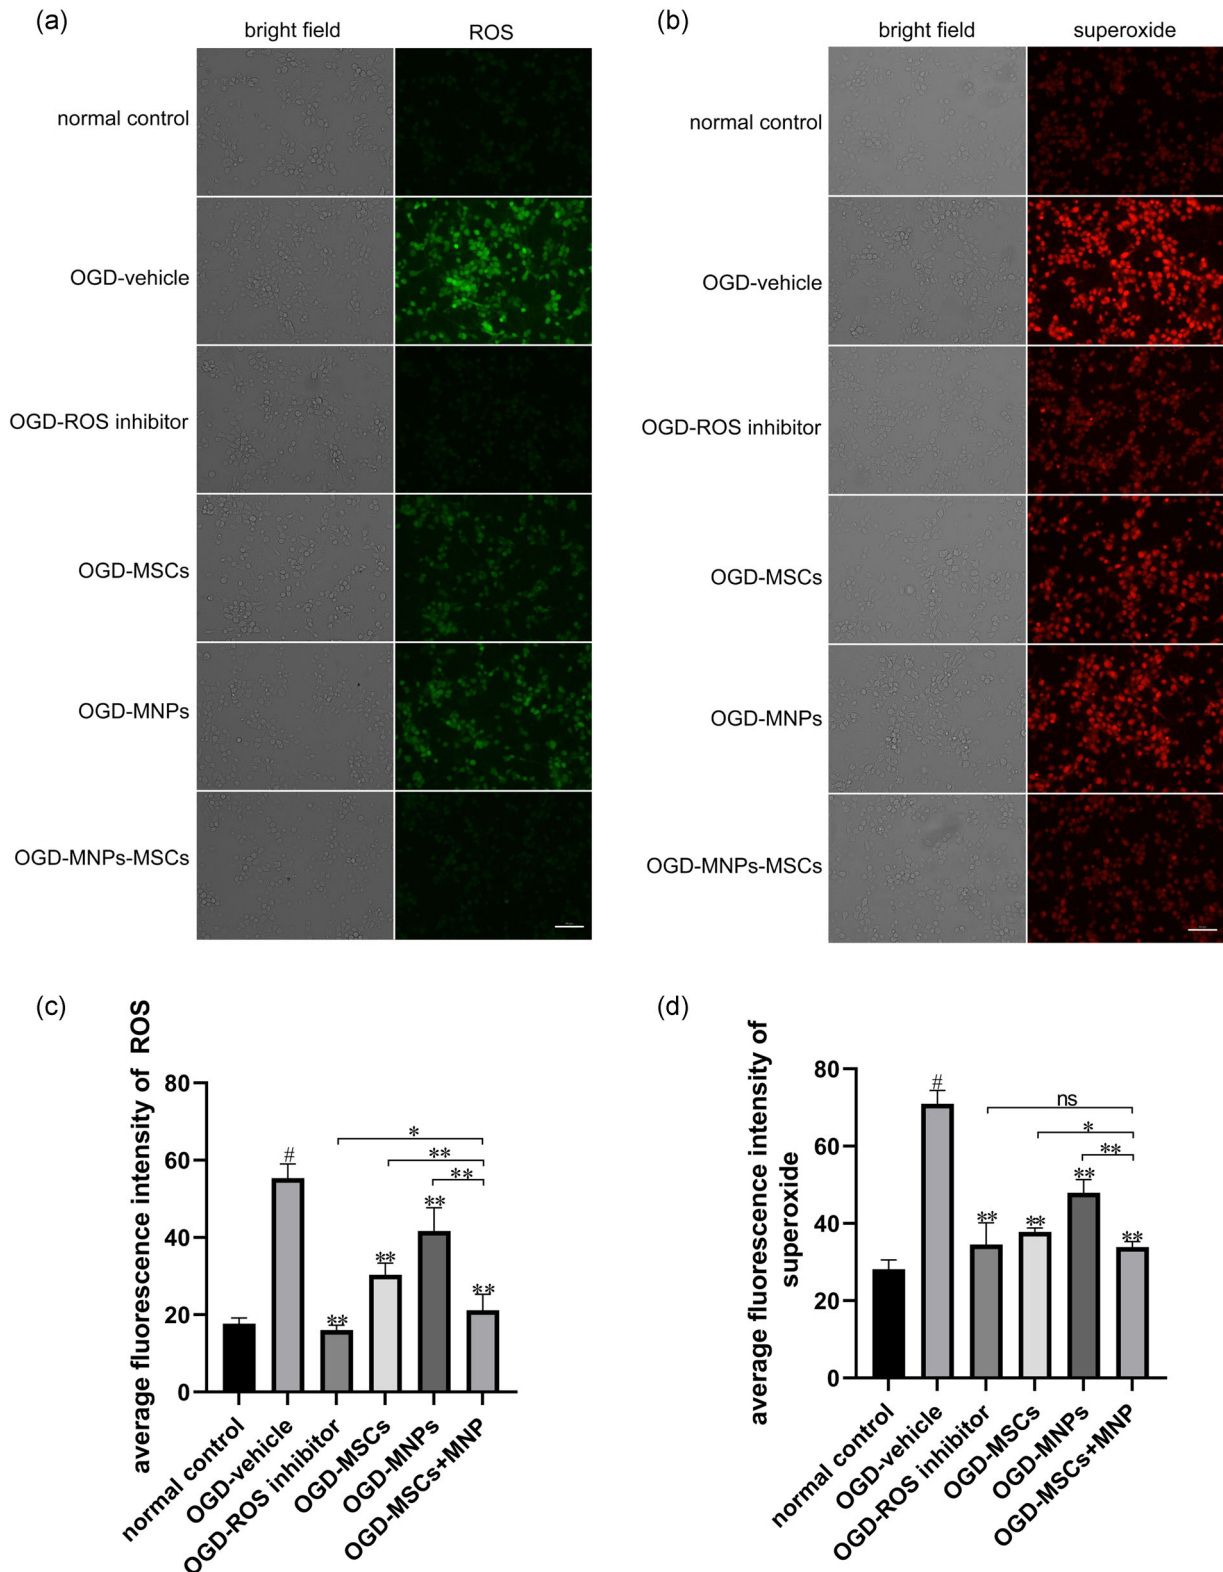 (a)
bright field
ROS
normal control
OGD-vehicle
OGD-ROS inhibitor
OGD-MSCs
OGD-MNPs
OGD-MNPs-MSCs
(b)
bright field
superoxide
normal control
OGD-vehicle
OGD-ROS inhibitor
OGD-MSCs
OGD-MNPs
OGD-MNPs-MSCs
(c)
average fluorescence intensity of ROS
80
60
40
20
0
#
**
**
**
**
*
**
**
normal control
OGD-vehicle
OGD-ROS inhibitor
OGD-MSCs
OGD-MNPs
OGD-MSCs+MNP
(d)
average fluorescence intensity of
superoxide
80
60
40
20
0
#
**
**
**
**
ns
*
**
normal control
OGD-vehicle
OGD-ROS inhibitor
OGD-MSCs
OGD-MNPs
OGD-MSCs+MNP